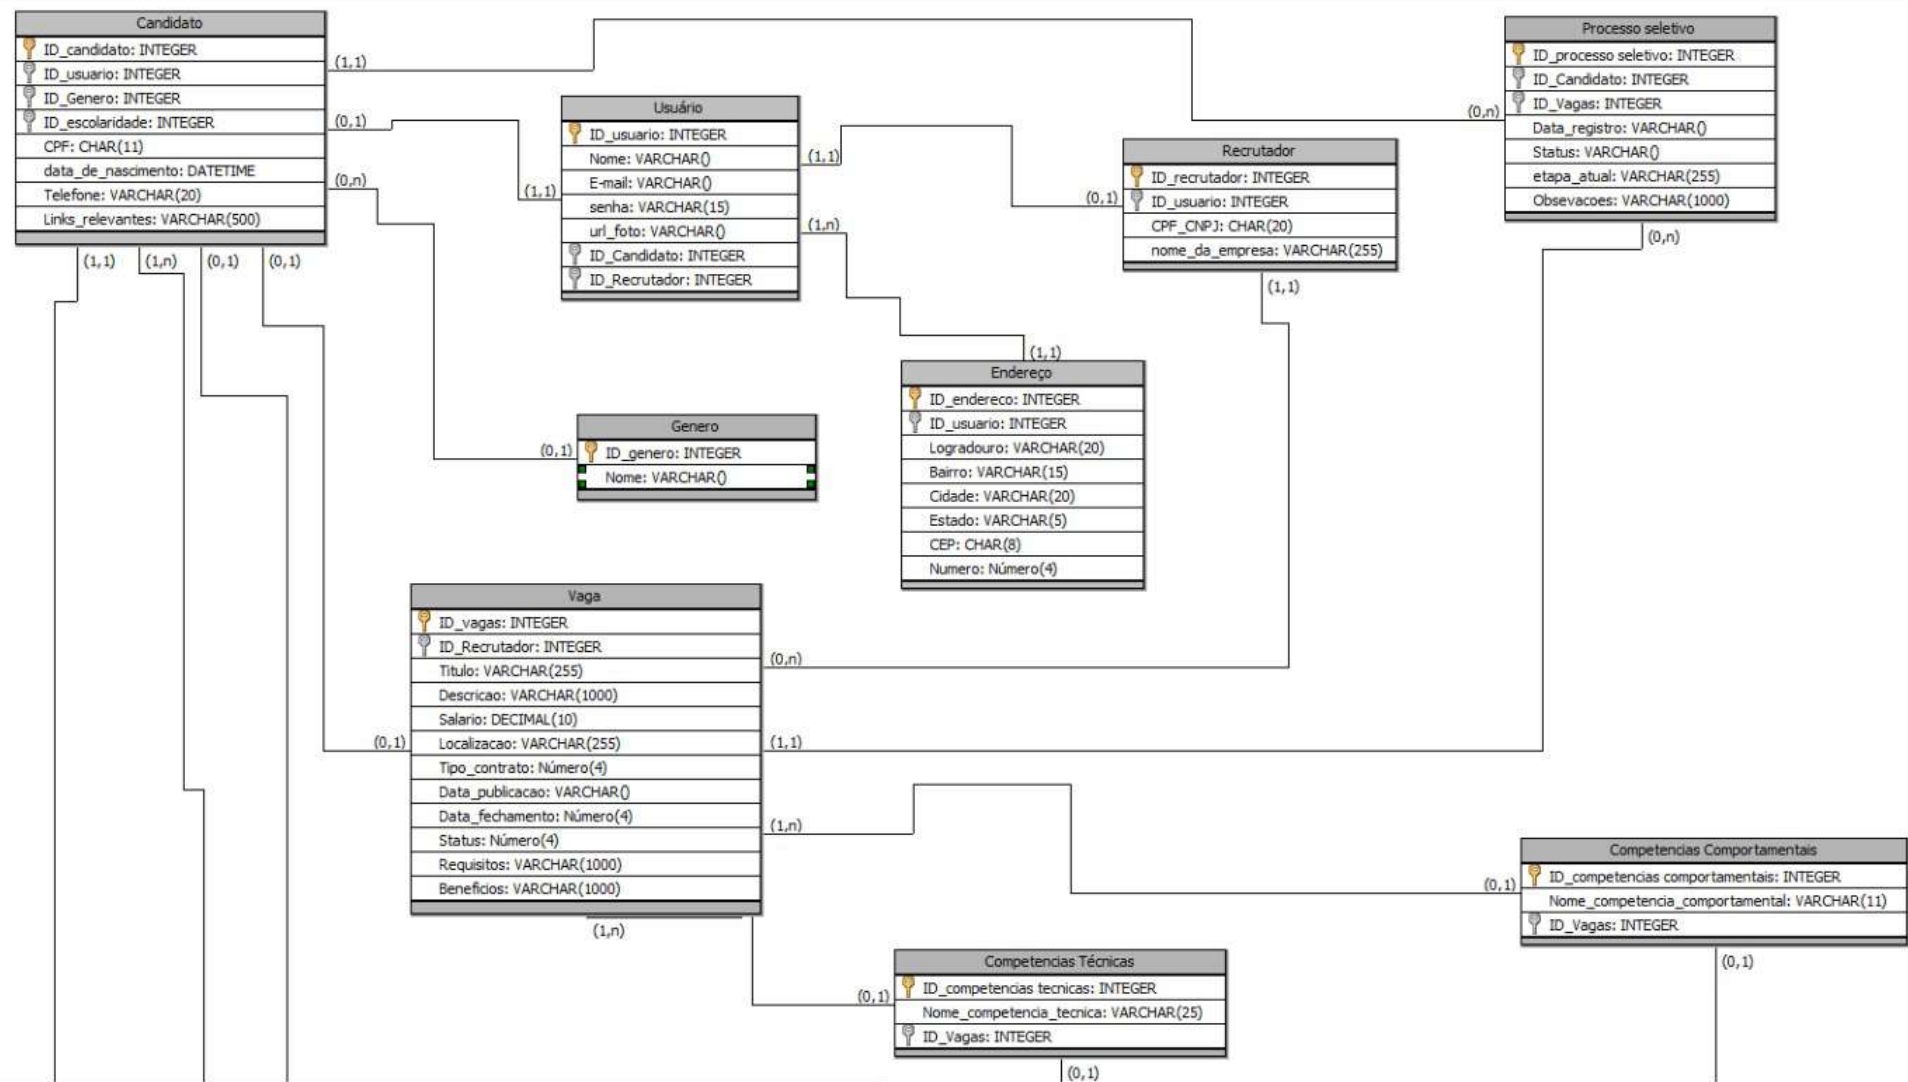 Candidato
ID_candidato: INTEGER
ID_usuario: INTEGER
ID_Genero: INTEGER
ID_escolaridade: INTEGER
CPF: CHAR(11)
data_de_nascimento: DATETIME
Telefone: VARCHAR(20)
Links_relevantes: VARCHAR(500)
(1,1)
(0,1)
(0,n)
(1,1)
(1,n)
(0,1)
(0,1)
Usuário
ID_usuario: INTEGER
Nome: VARCHAR()
E-mail: VARCHAR()
senha: VARCHAR(15)
url_foto: VARCHAR()
ID_Candidato: INTEGER
ID_Recrutador: INTEGER
(1,1)
(1,1)
(1,n)
Recrutador
ID_recrutador: INTEGER
ID_usuario: INTEGER
CPF_CNPJ: CHAR(20)
nome_da_empresa: VARCHAR(255)
(0,1)
(1,1)
Processo seletivo
ID_processo seletivo: INTEGER
ID_Candidato: INTEGER
ID_Vagas: INTEGER
Data_registro: VARCHAR()
Status: VARCHAR()
etapa_atual: VARCHAR(255)
Obsevacoes: VARCHAR(1000)
(0,n)
(0,n)
(1,1)
Endereço
ID_endereco: INTEGER
ID_usuario: INTEGER
Logradouro: VARCHAR(20)
Bairro: VARCHAR(15)
Cidade: VARCHAR(20)
Estado: VARCHAR(5)
CEP: CHAR(8)
Numero: Número(4)
Genero
ID_genero: INTEGER
Nome: VARCHAR()
(0,1)
Vaga
ID_vagas: INTEGER
ID_Recrutador: INTEGER
Titulo: VARCHAR(255)
Descricao: VARCHAR(1000)
Salario: DECIMAL(10)
Localizacao: VARCHAR(255)
Tipo_contrato: Número(4)
Data_publicacao: VARCHAR()
Data_fechamento: Número(4)
Status: Número(4)
Requisitos: VARCHAR(1000)
Beneficios: VARCHAR(1000)
(0,n)
(0,1)
(1,1)
(1,n)
(1,n)
Competencias Comportamentais
ID_competencias comportamentais: INTEGER
Nome_competencia_comportamental: VARCHAR(11)
ID_Vagas: INTEGER
(0,1)
(0,1)
Competencias Técnicas
ID_competencias tecnicas: INTEGER
Nome_competencia_tecnica: VARCHAR(25)
ID_Vagas: INTEGER
(0,1)
(0,1)